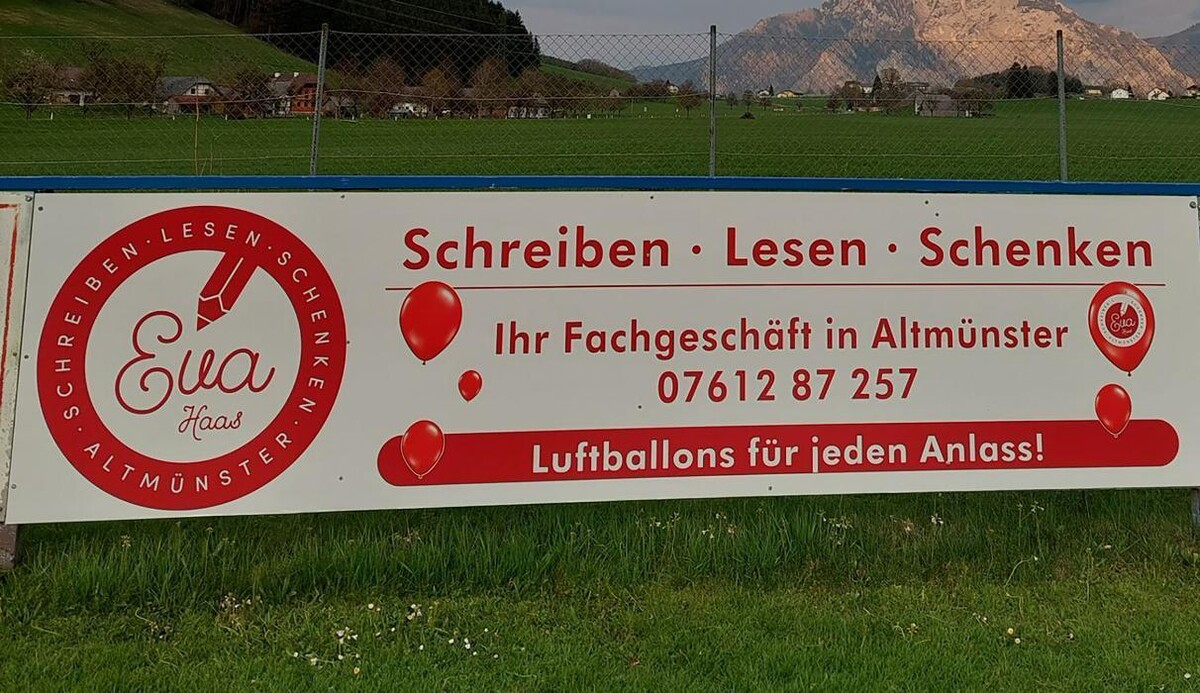 SCHREIBEN · LESEN · SCHENKEN · ALTMÜNSTER ·
Eva
Haas
Schreiben · Lesen · Schenken
Ihr Fachgeschäft in Altmünster
07612 87 257
Luftballons für jeden Anlass!
Eva